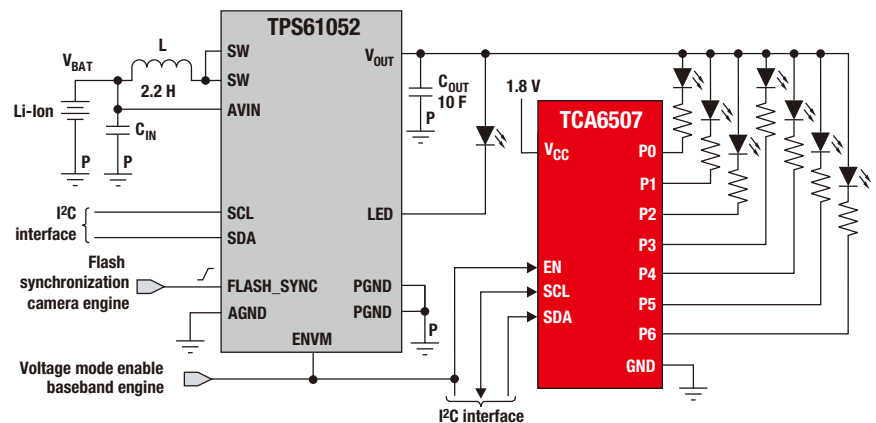 TPS61052
V_BAT
L
2.2 H
Li-Ion
C_IN
P
P
SW
SW
AVIN
V_OUT
C_OUT
10 F
P
1.8 V
I²C
interface
SCL
SDA
LED
Flash
synchronization
camera engine
FLASH_SYNC
AGND
PGND
PGND
P
ENVM
Voltage mode enable
baseband engine
TCA6507
V_CC
P0
P1
P2
P3
P4
P5
P6
EN
SCL
SDA
GND
I²C interface